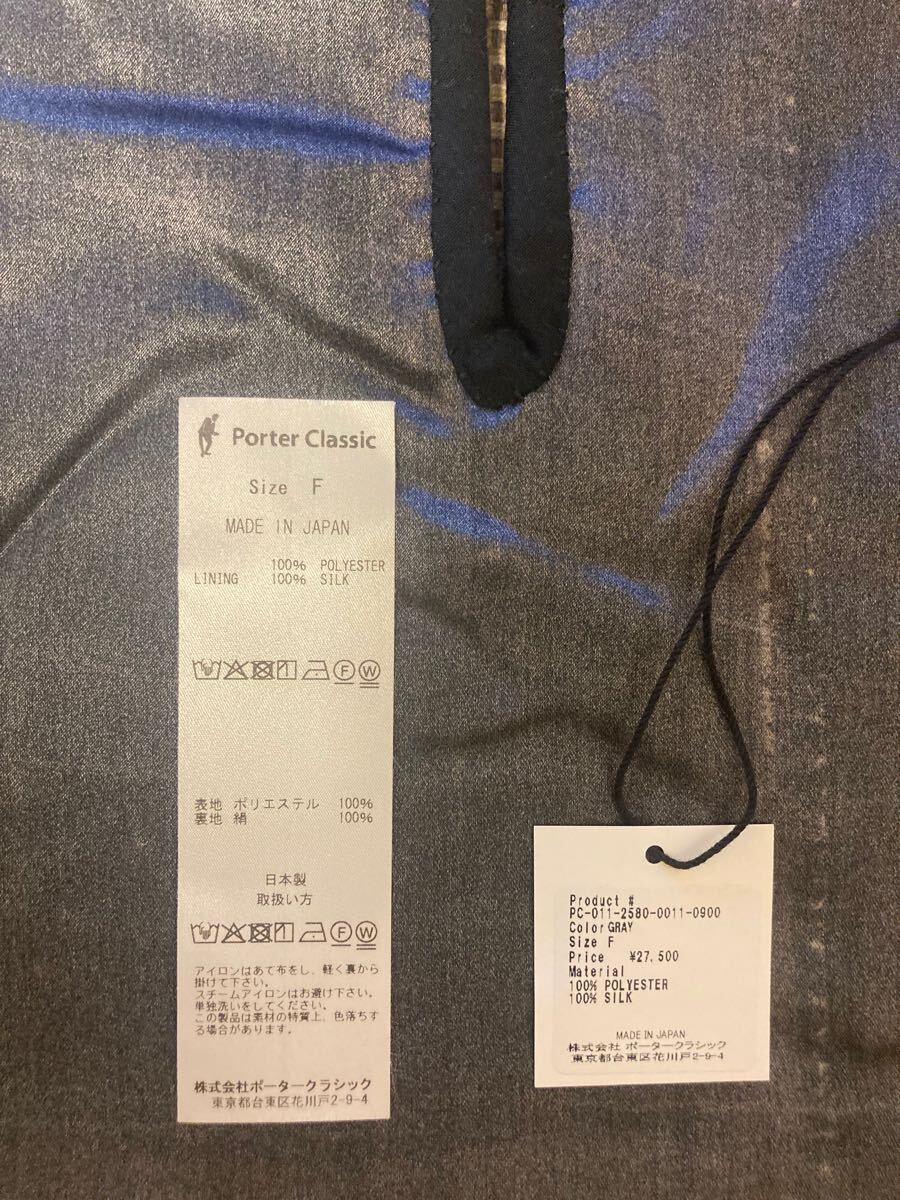 Porter Classic
Size F
MADE IN JAPAN
100% POLYESTER
LINING 100% SILK
表地 ポリエステル 100%
裏地 絹 100%
日本製
取扱い方
アイロンはあて布をし、軽く裏から
掛けて下さい。
スチームアイロンはお避け下さい。
単独洗いをしてください。
この製品は素材の特質上、色落ちす
る場合があります。
株式会社ポータークラシック
東京都台東区花川戸2-9-4
Product #
PC-011-2580-0011-0900
Color GRAY
Size F
Price ¥27,500
Material
100% POLYESTER
100% SILK
MADE IN JAPAN
株式会社 ポータークラシック
東京都台東区花川戸2-9-4